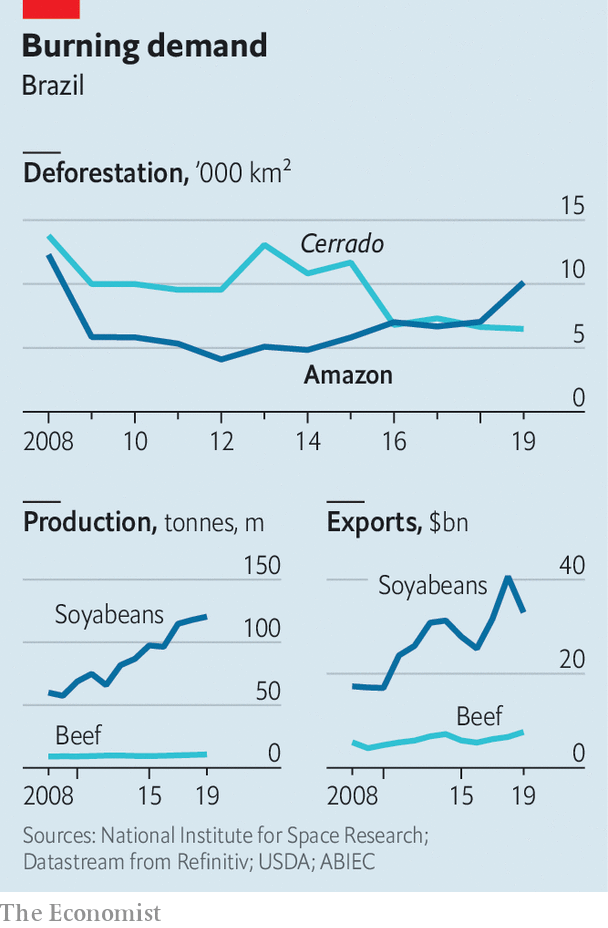 Burning demand
Brazil
Deforestation, ’000 km²
15
Cerrado
10
5
Amazon
0
2008 10 12 14 16 19
Production, tonnes, m
150
Soyabeans
100
50
Beef
0
2008 15 19
Exports, $bn
40
Soyabeans
20
Beef
0
2008 15 19
Sources: National Institute for Space Research;
Datastream from Refinitiv; USDA; ABIEC
The Economist